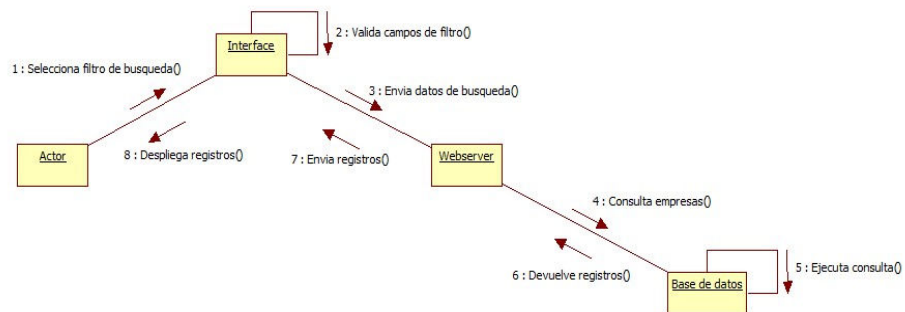 2 : Valida campos de filtro()
Interface
1 : Selecciona filtro de busqueda()
3 : Envia datos de busqueda()
Actor
8 : Despliega registros()
7 : Envia registros()
Webserver
4 : Consulta empresas()
6 : Devuelve registros()
5 : Ejecuta consulta()
Base de datos